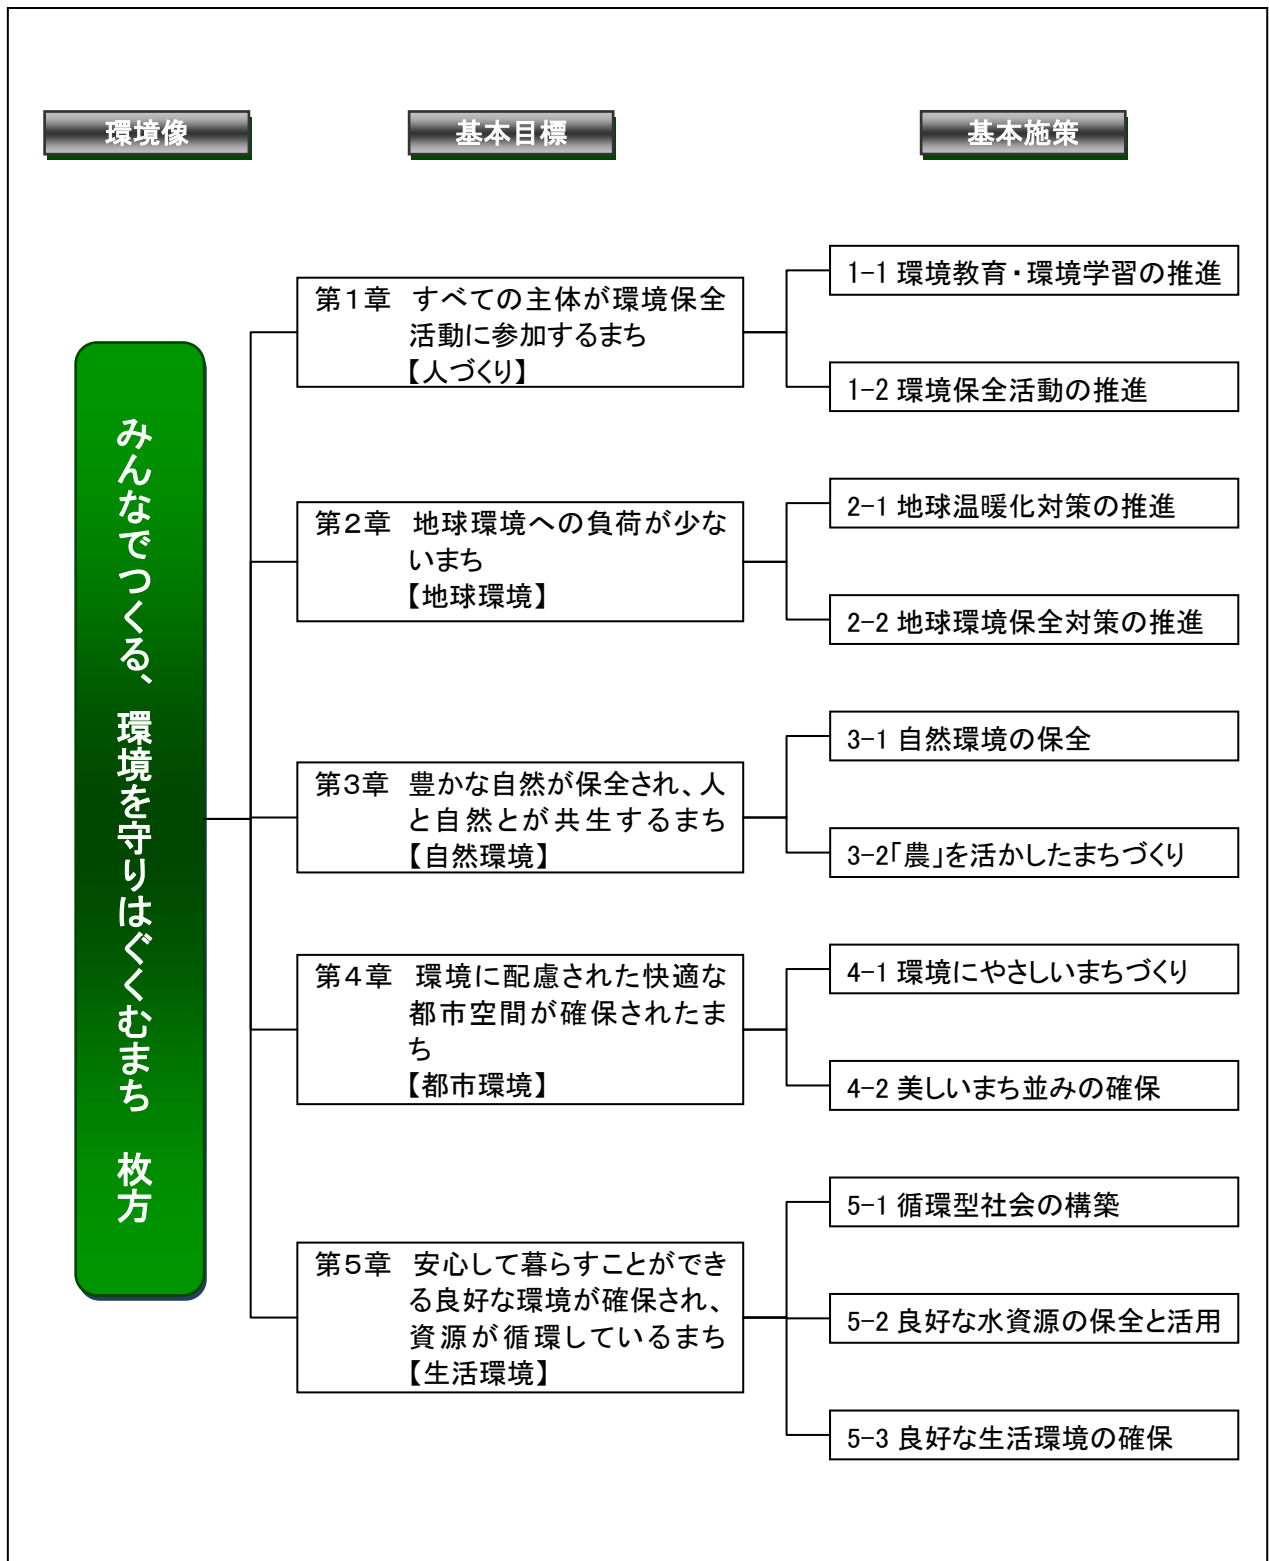 環境像
基本目標
基本施策
みんなでつくる、環境を守りはぐくむまち　枚方
第1章　すべての主体が環境保全
活動に参加するまち
【人づくり】
1-1 環境教育・環境学習の推進
1-2 環境保全活動の推進
第2章　地球環境への負荷が少な
いまち
【地球環境】
2-1 地球温暖化対策の推進
2-2 地球環境保全対策の推進
第3章　豊かな自然が保全され、人
と自然とが共生するまち
【自然環境】
3-1 自然環境の保全
3-2「農」を活かしたまちづくり
第4章　環境に配慮された快適な
都市空間が確保されたま
ち
【都市環境】
4-1 環境にやさしいまちづくり
4-2 美しいまち並みの確保
第5章　安心して暮らすことができ
る良好な環境が確保され、
資源が循環しているまち
【生活環境】
5-1 循環型社会の構築
5-2 良好な水資源の保全と活用
5-3 良好な生活環境の確保